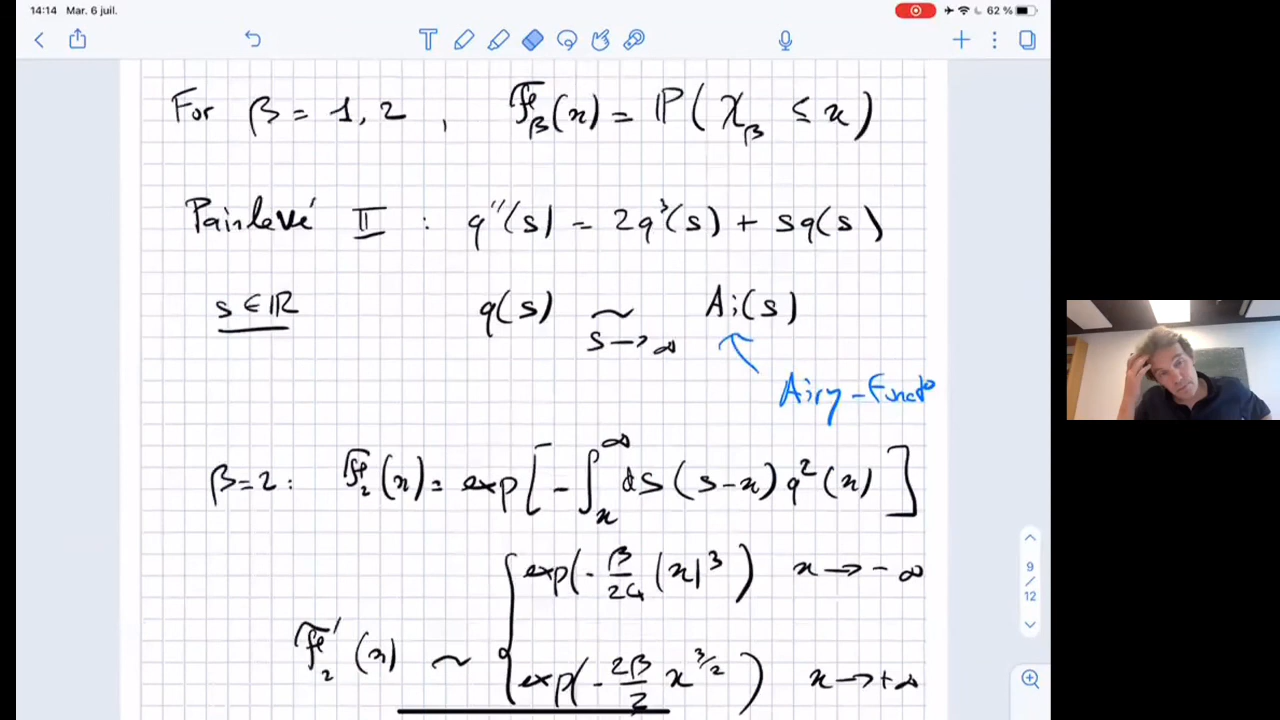 14:14 Mar. 6 juil.
62 %
For β = 1, 2 , F_β(x) = ℙ( χ_β ≤ x )
Painlevé II : q''(s) = 2q³(s) + sq(s)
s ∈ ℝ q(s) ~ Ai(s)
s → ∞
Airy - Funct°
β=2 : F_2(x) = exp[ - ∫_x^∞ ds (s-x) q²(x) ]
exp( - β/24 |x|³ ) x → - ∞
F_2'(x) ~ {
exp( - 2β/2 x^{3/2} ) x → + ∞
9
/
12